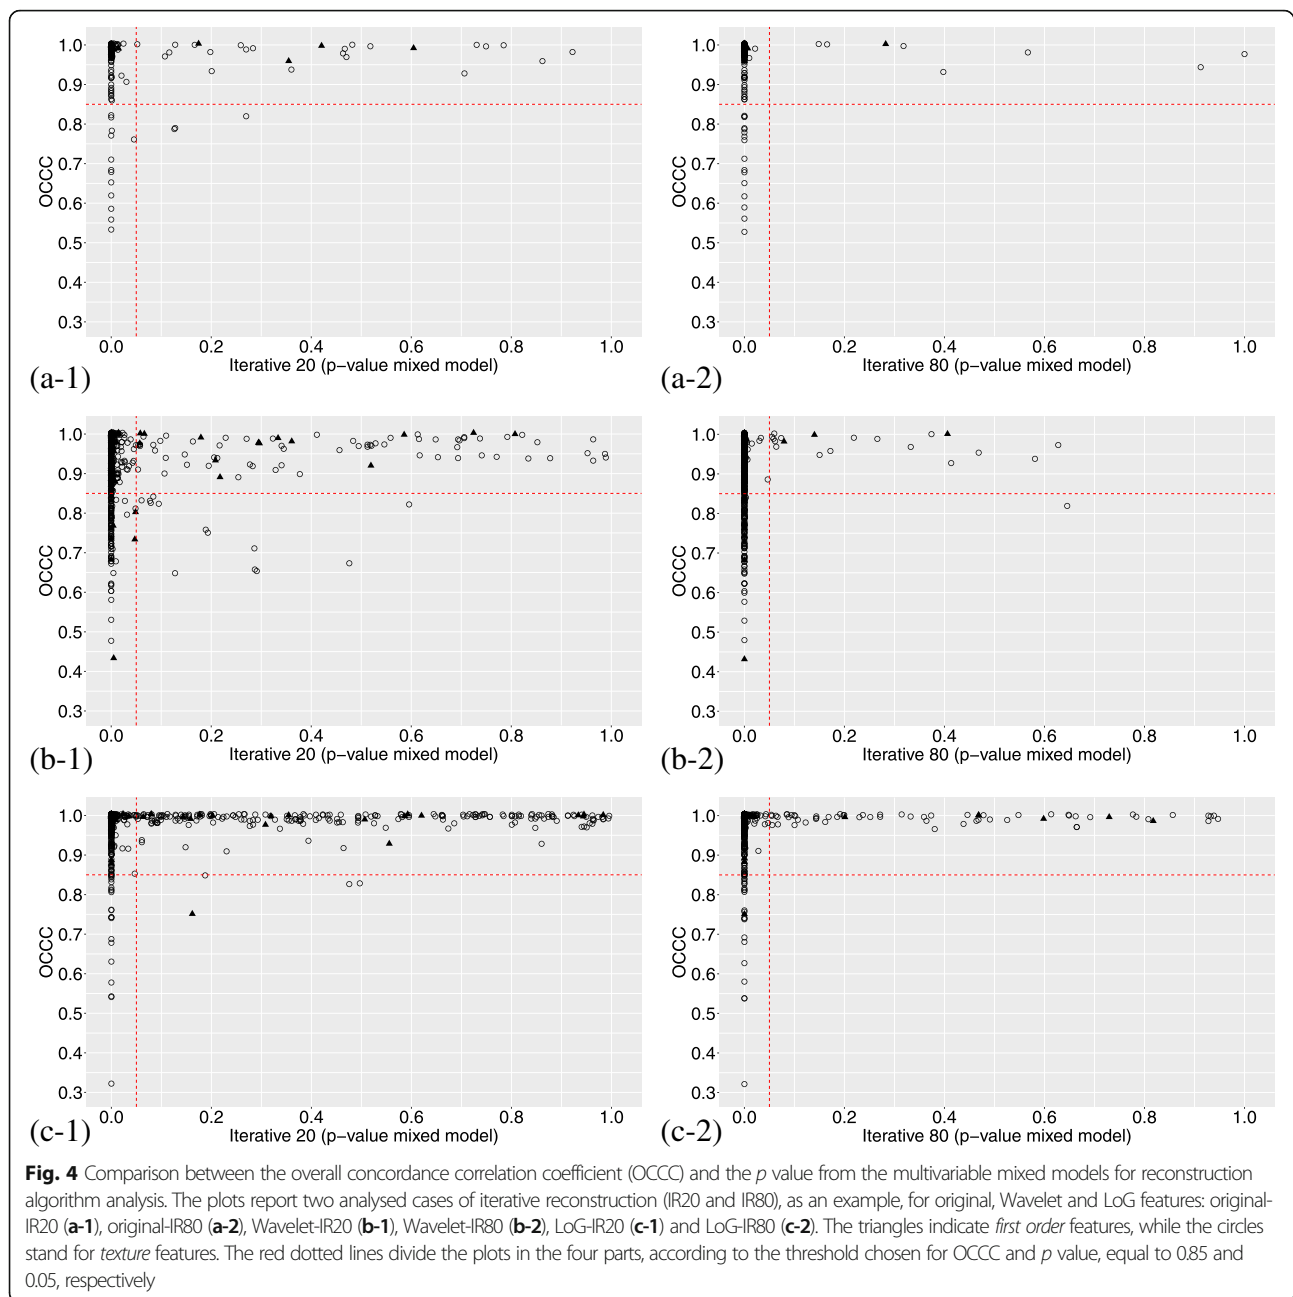 1.0
0.9
0.8
0.7
0.6
0.5
0.4
0.3
OCCC
0.0 0.2 0.4 0.6 0.8 1.0
Iterative 20 (p−value mixed model)
(a-1)
1.0
0.9
0.8
0.7
0.6
0.5
0.4
0.3
OCCC
0.0 0.2 0.4 0.6 0.8 1.0
Iterative 80 (p−value mixed model)
(a-2)
1.0
0.9
0.8
0.7
0.6
0.5
0.4
0.3
OCCC
0.0 0.2 0.4 0.6 0.8 1.0
Iterative 20 (p−value mixed model)
(b-1)
1.0
0.9
0.8
0.7
0.6
0.5
0.4
0.3
OCCC
0.0 0.2 0.4 0.6 0.8 1.0
Iterative 80 (p−value mixed model)
(b-2)
1.0
0.9
0.8
0.7
0.6
0.5
0.4
0.3
OCCC
0.0 0.2 0.4 0.6 0.8 1.0
Iterative 20 (p−value mixed model)
(c-1)
1.0
0.9
0.8
0.7
0.6
0.5
0.4
0.3
OCCC
0.0 0.2 0.4 0.6 0.8 1.0
Iterative 80 (p−value mixed model)
(c-2)
Fig. 4 Comparison between the overall concordance correlation coefficient (OCCC) and the p value from the multivariable mixed models for reconstruction
algorithm analysis. The plots report two analysed cases of iterative reconstruction (IR20 and IR80), as an example, for original, Wavelet and LoG features: original-
IR20 (a-1), original-IR80 (a-2), Wavelet-IR20 (b-1), Wavelet-IR80 (b-2), LoG-IR20 (c-1) and LoG-IR80 (c-2). The triangles indicate first order features, while the circles
stand for texture features. The red dotted lines divide the plots in the four parts, according to the threshold chosen for OCCC and p value, equal to 0.85 and
0.05, respectively